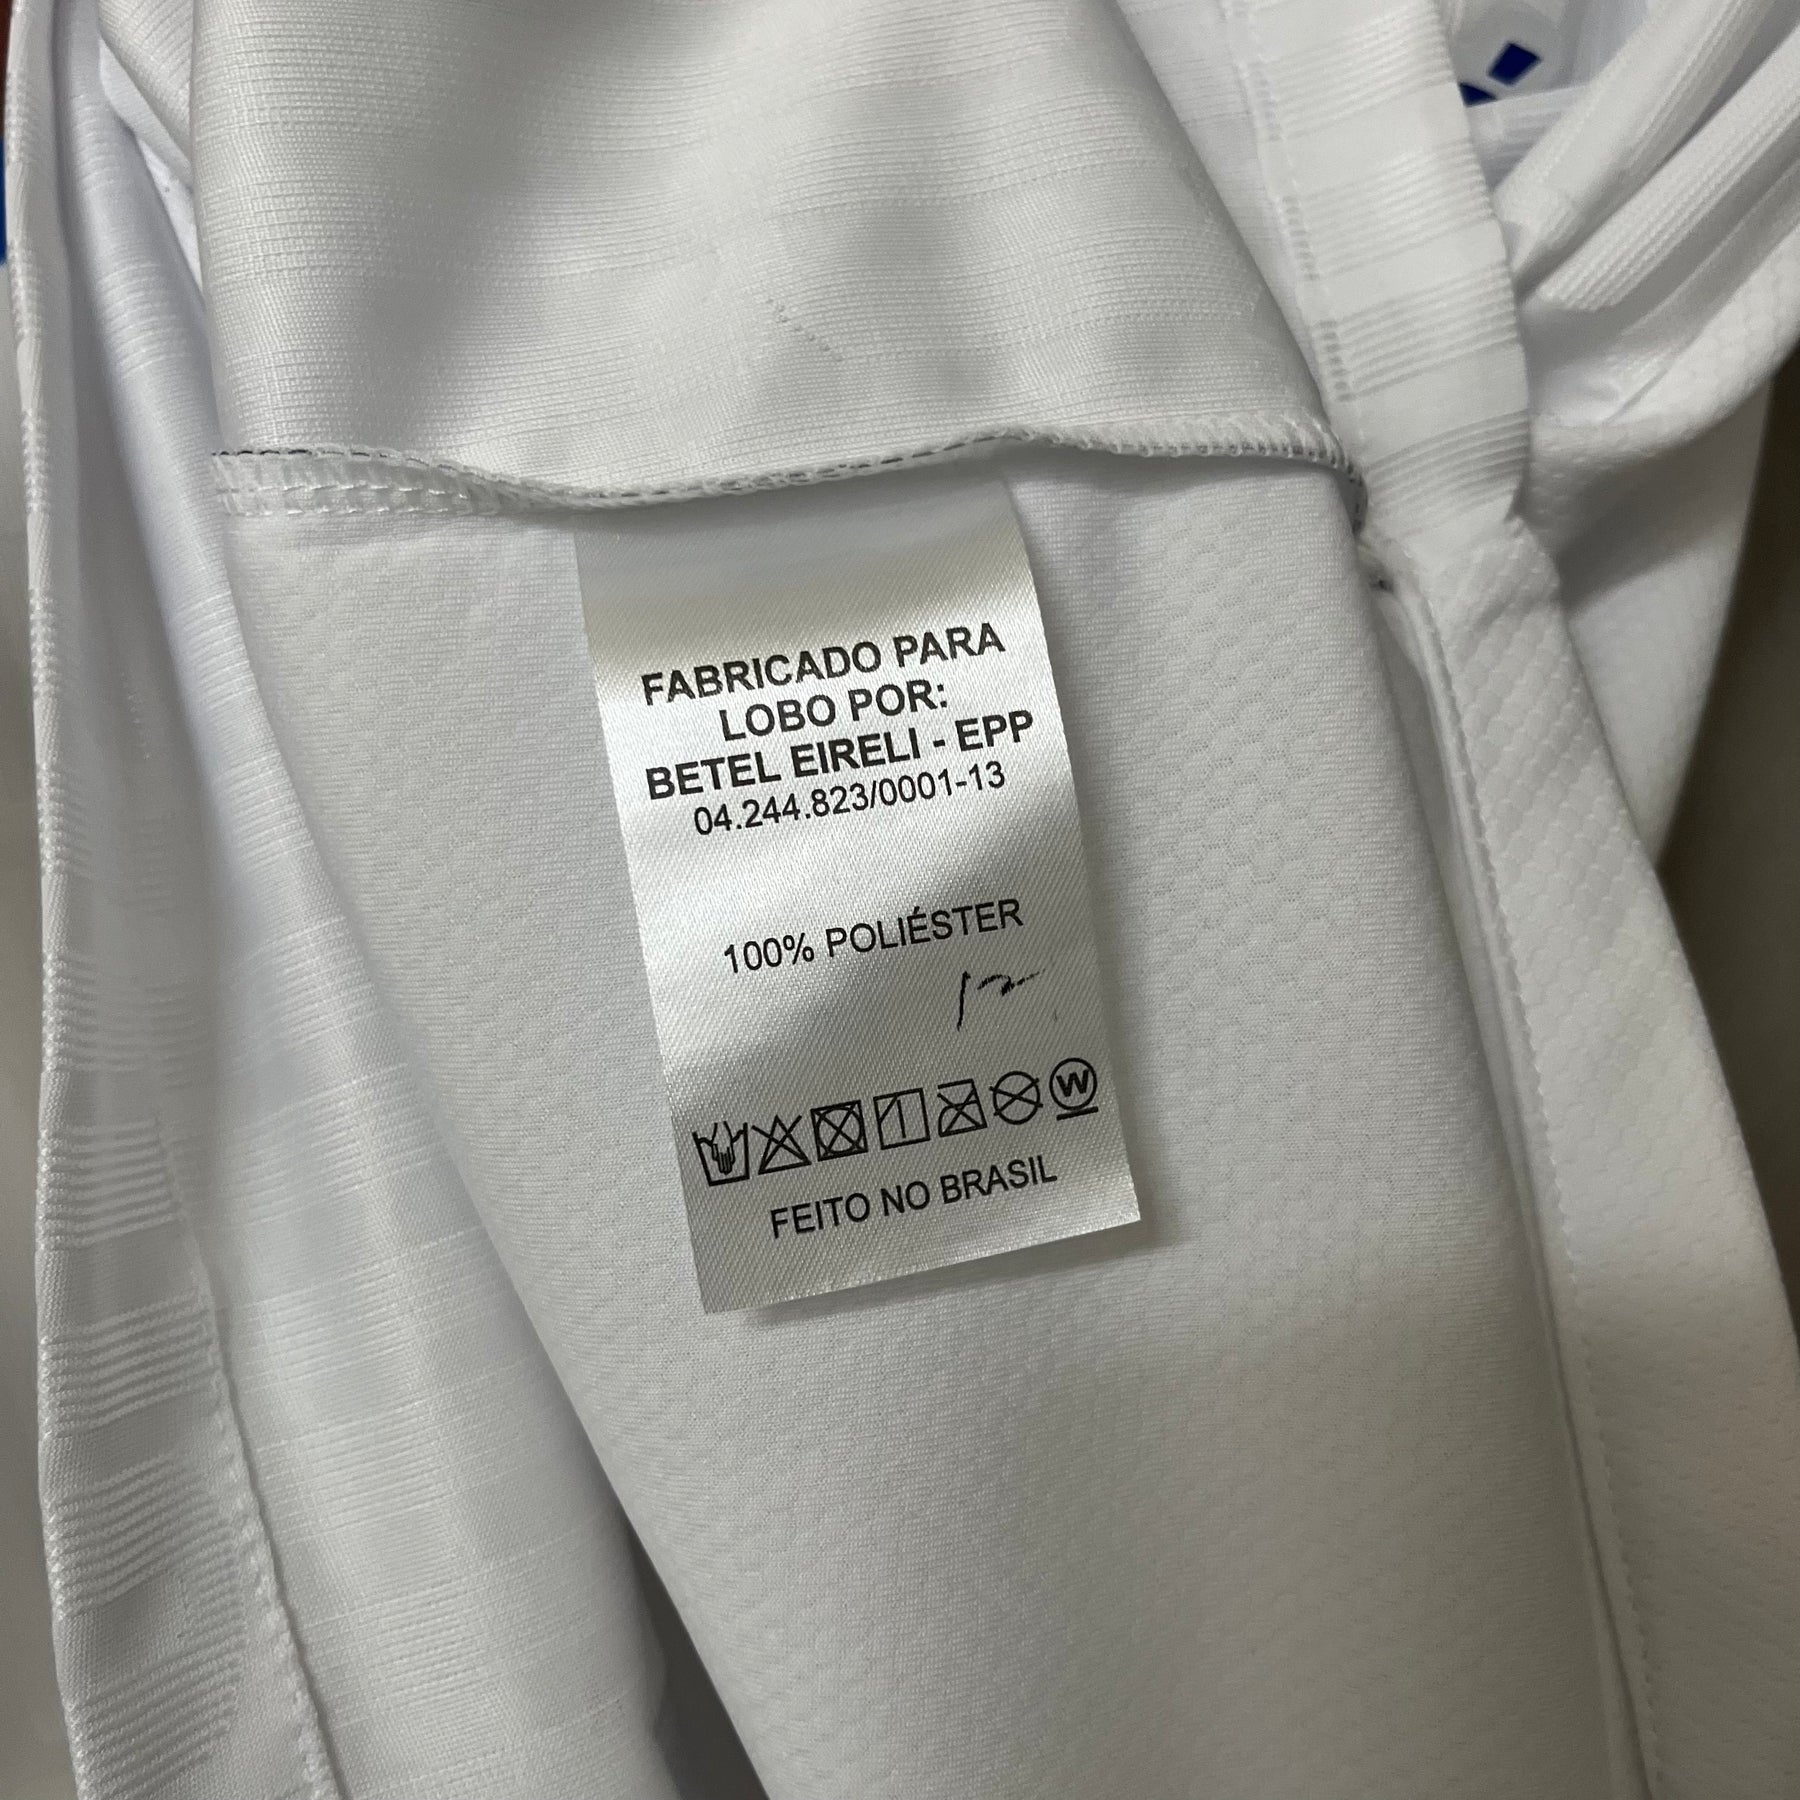 FABRICADO PARA
LOBO POR:
BETEL EIRELI - EPP
04.244.823/0001-13
100% POLIÉSTER
W
FEITO NO BRASIL